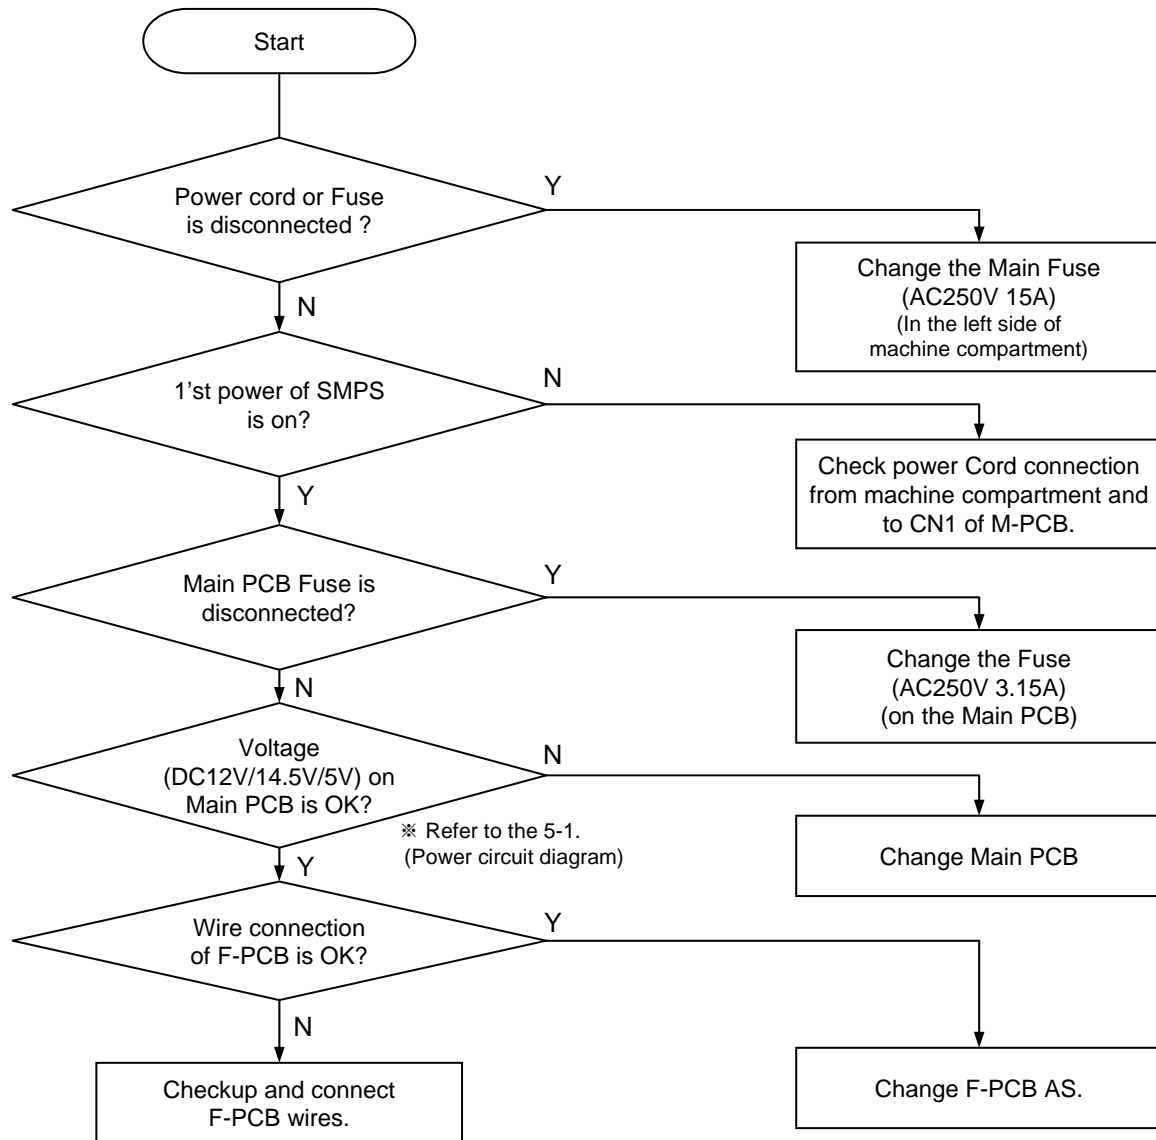 Start
Power cord or Fuse
is disconnected ?
Y
Change the Main Fuse
(AC250V 15A)
(In the left side of
machine compartment)
N
1'st power of SMPS
is on?
N
Check power Cord connection
from machine compartment and
to CN1 of M-PCB.
Y
Main PCB Fuse is
disconnected?
Y
Change the Fuse
(AC250V 3.15A)
(on the Main PCB)
N
Voltage
(DC12V/14.5V/5V) on
Main PCB is OK?
N
※ Refer to the 5-1.
(Power circuit diagram)
Change Main PCB
Y
Wire connection
of F-PCB is OK?
Y
Change F-PCB AS.
N
Checkup and connect
F-PCB wires.